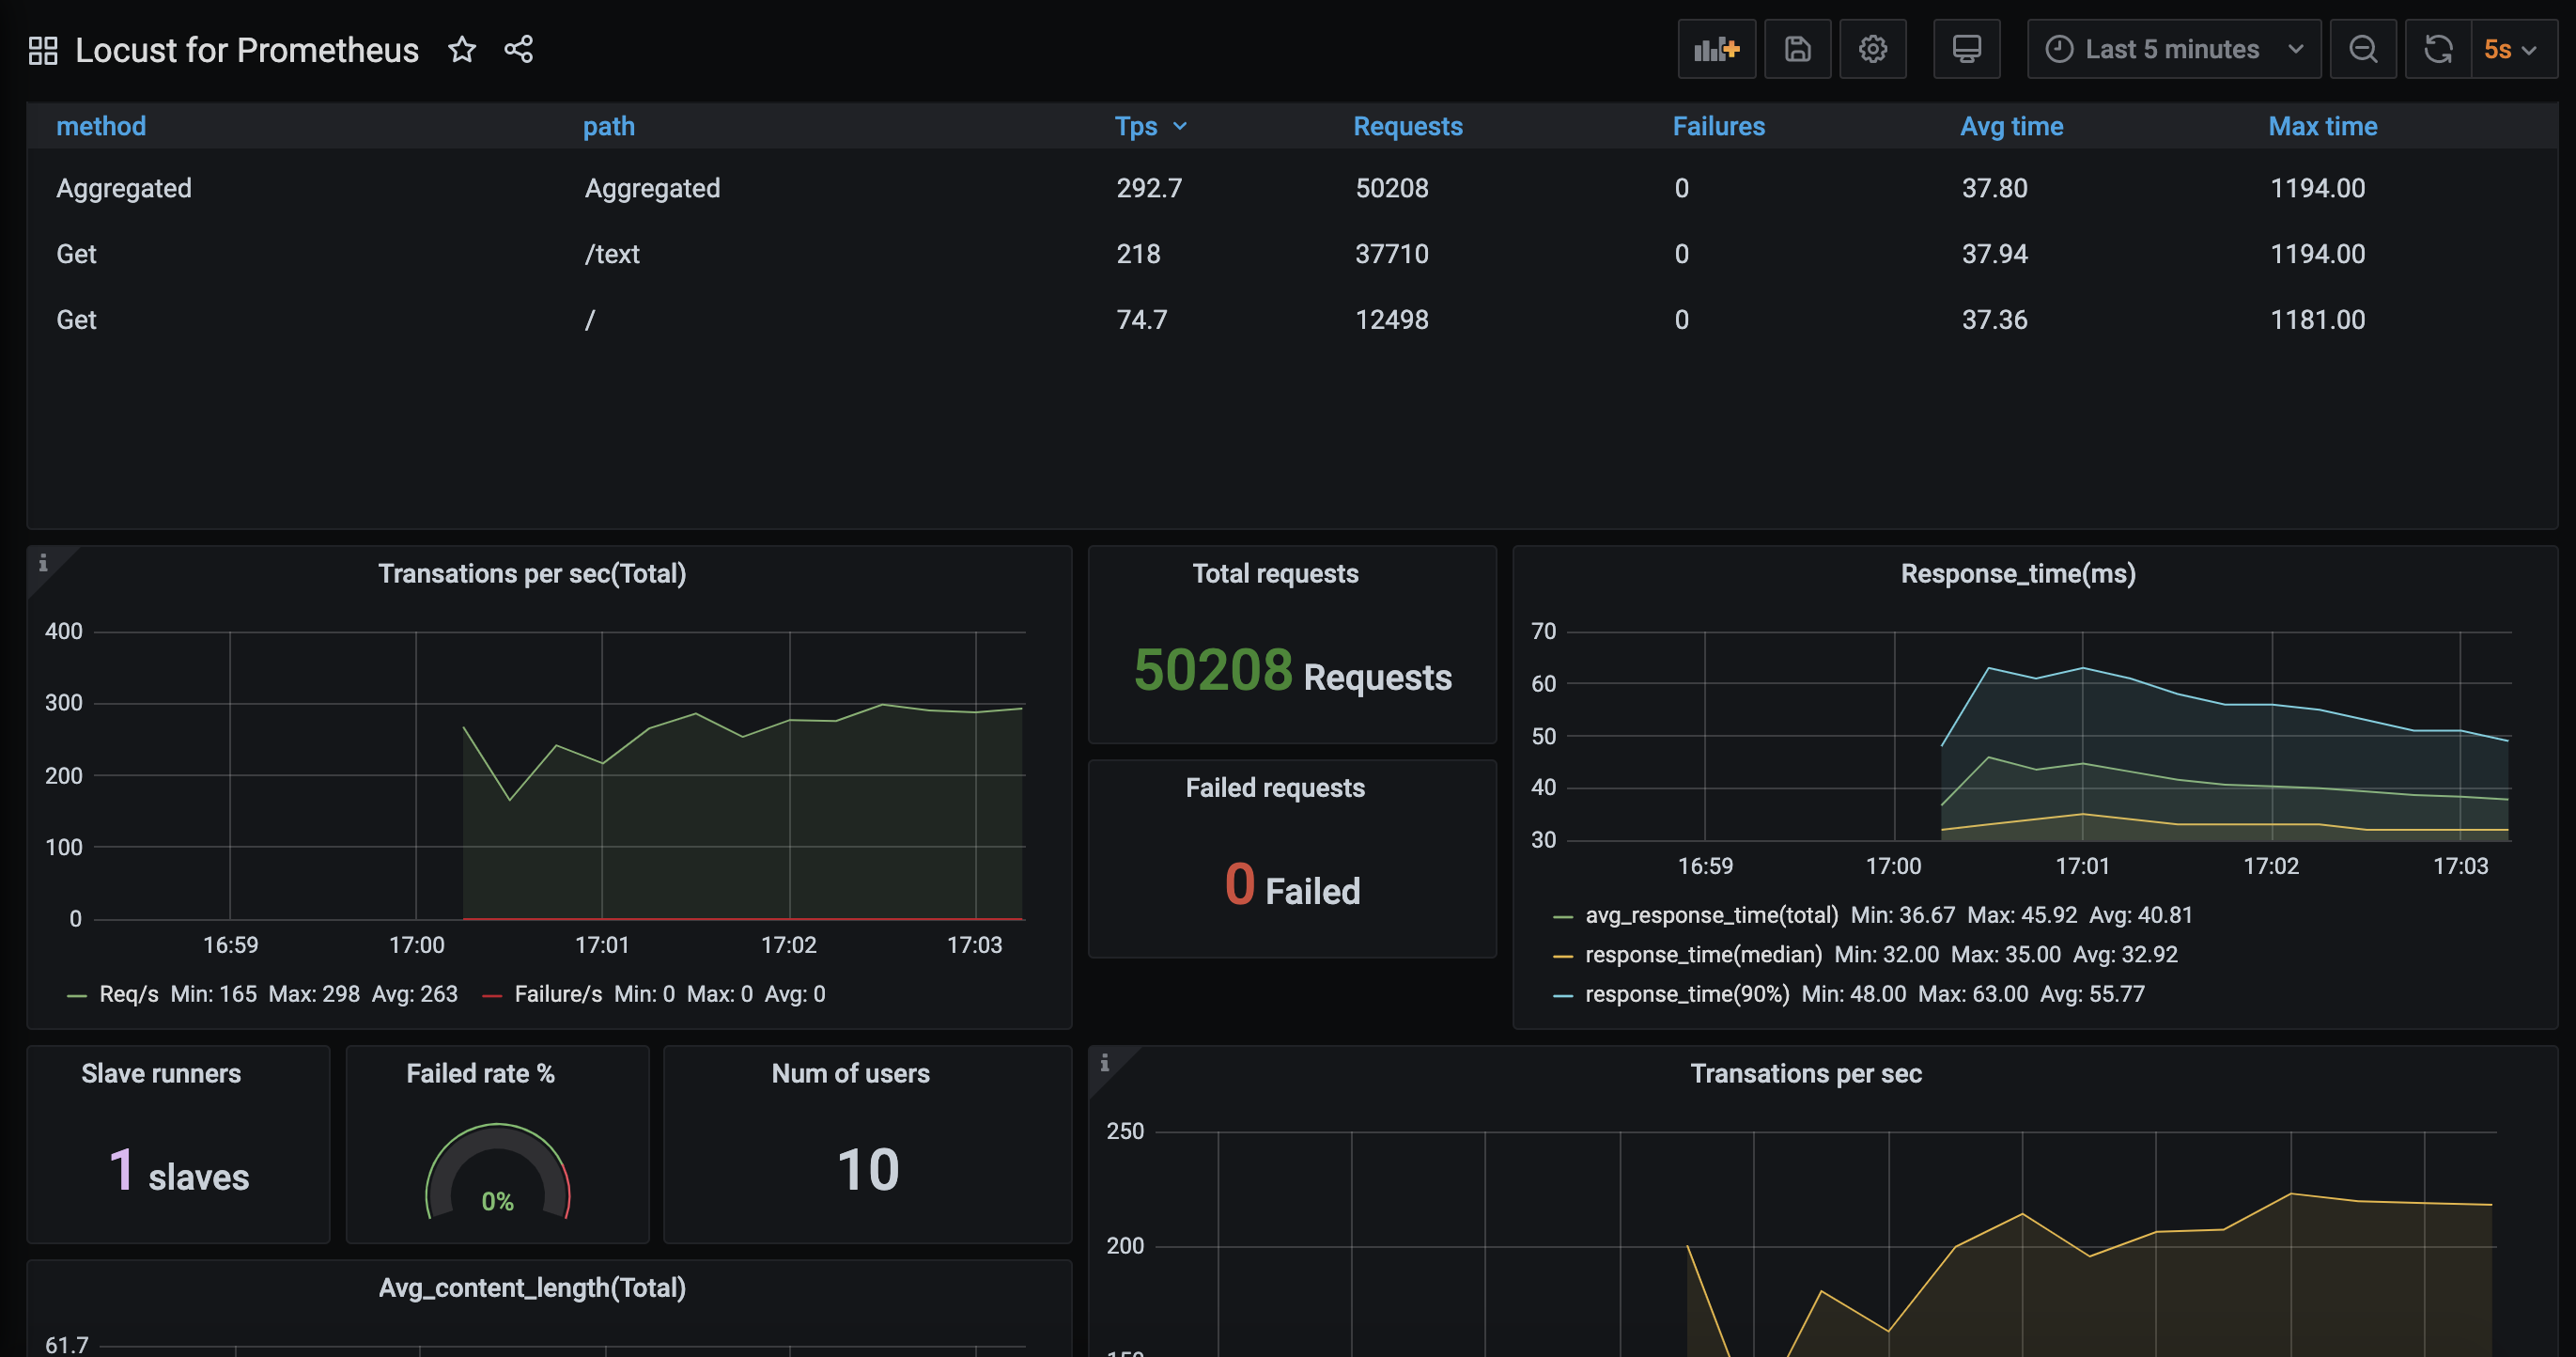 Locust for Prometheus
Last 5 minutes
5s
method path Tps Requests Failures Avg time Max time
Aggregated Aggregated 292.7 50208 0 37.80 1194.00
Get /text 218 37710 0 37.94 1194.00
Get / 74.7 12498 0 37.36 1181.00
Transations per sec(Total)
400
300
200
100
0
16:59 17:00 17:01 17:02 17:03
Req/s Min: 165 Max: 298 Avg: 263 Failure/s Min: 0 Max: 0 Avg: 0
Total requests
50208 Requests
Failed requests
0 Failed
Response_time(ms)
70
60
50
40
30
16:59 17:00 17:01 17:02 17:03
avg_response_time(total) Min: 36.67 Max: 45.92 Avg: 40.81
response_time(median) Min: 32.00 Max: 35.00 Avg: 32.92
response_time(90%) Min: 48.00 Max: 63.00 Avg: 55.77
Slave runners
1 slaves
Failed rate %
0%
Num of users
10
Transations per sec
250
200
150
Avg_content_length(Total)
61.7